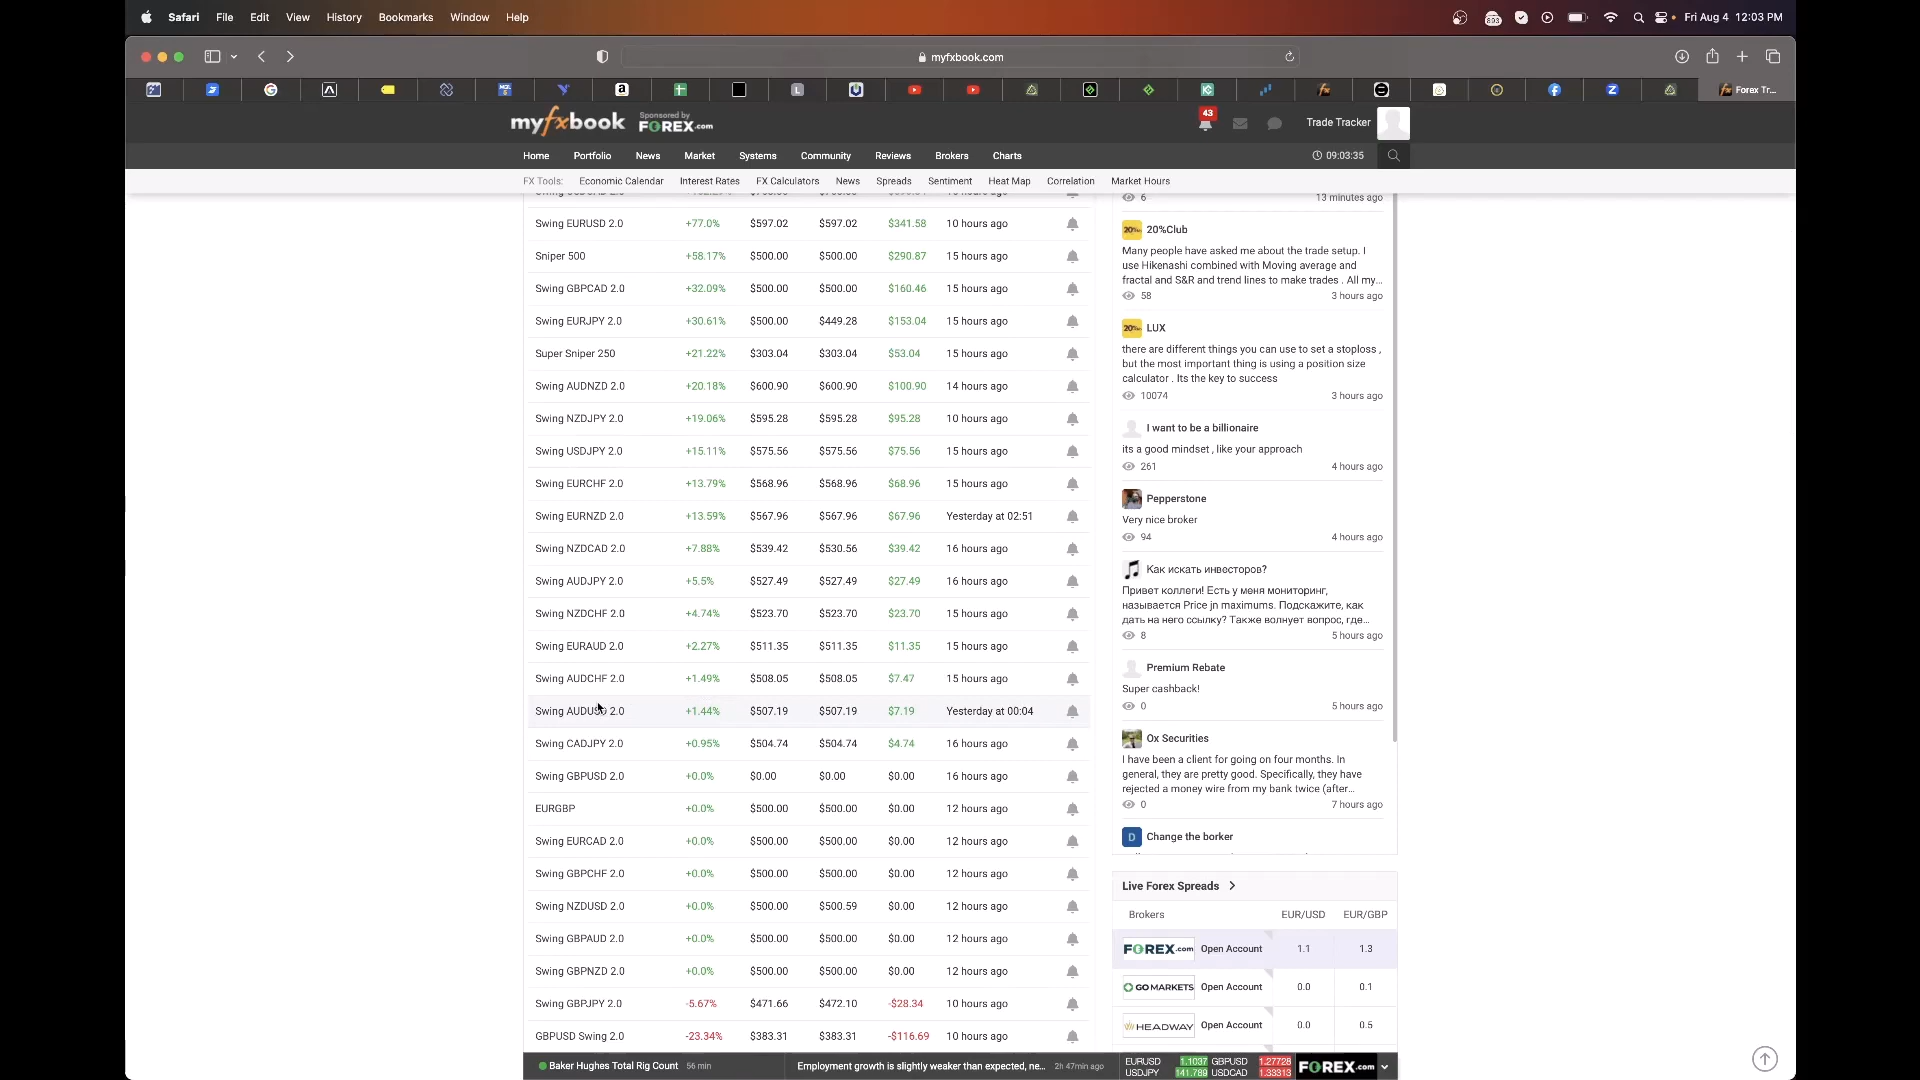 Safari File Edit View History Bookmarks Window Help
893
Fri Aug 4 12:03 PM
myfxbook.com
Forex Tr...
myfxbook Sponsored by FOREX.com
43
Trade Tracker
Home Portfolio News Market Systems Community Reviews Brokers Charts
09:03:35
FX Tools: Economic Calendar Interest Rates FX Calculators News Spreads Sentiment Heat Map Correlation Market Hours
Swing EURUSD 2.0 +77.0% $597.02 $597.02 $341.58 10 hours ago
Sniper 500 +58.17% $500.00 $500.00 $290.87 15 hours ago
Swing GBPCAD 2.0 +32.09% $500.00 $500.00 $160.46 15 hours ago
Swing EURJPY 2.0 +30.61% $500.00 $449.28 $153.04 15 hours ago
Super Sniper 250 +21.22% $303.04 $303.04 $53.04 15 hours ago
Swing AUDNZD 2.0 +20.18% $600.90 $600.90 $100.90 14 hours ago
Swing NZDJPY 2.0 +19.06% $595.28 $595.28 $95.28 10 hours ago
Swing USDJPY 2.0 +15.11% $575.56 $575.56 $75.56 15 hours ago
Swing EURCHF 2.0 +13.79% $568.96 $568.96 $68.96 15 hours ago
Swing EURNZD 2.0 +13.59% $567.96 $567.96 $67.96 Yesterday at 02:51
Swing NZDCAD 2.0 +7.88% $539.42 $530.56 $39.42 16 hours ago
Swing AUDJPY 2.0 +5.5% $527.49 $527.49 $27.49 16 hours ago
Swing NZDCHF 2.0 +4.74% $523.70 $523.70 $23.70 15 hours ago
Swing EURAUD 2.0 +2.27% $511.35 $511.35 $11.35 15 hours ago
Swing AUDCHF 2.0 +1.49% $508.05 $508.05 $7.47 15 hours ago
Swing AUDUSD 2.0 +1.44% $507.19 $507.19 $7.19 Yesterday at 00:04
Swing CADJPY 2.0 +0.95% $504.74 $504.74 $4.74 16 hours ago
Swing GBPUSD 2.0 +0.0% $0.00 $0.00 $0.00 16 hours ago
EURGBP +0.0% $500.00 $500.00 $0.00 12 hours ago
Swing EURCAD 2.0 +0.0% $500.00 $500.00 $0.00 12 hours ago
Swing GBPCHF 2.0 +0.0% $500.00 $500.00 $0.00 12 hours ago
Swing NZDUSD 2.0 +0.0% $500.00 $500.59 $0.00 12 hours ago
Swing GBPAUD 2.0 +0.0% $500.00 $500.00 $0.00 12 hours ago
Swing GBPNZD 2.0 +0.0% $500.00 $500.00 $0.00 12 hours ago
Swing GBPJPY 2.0 -5.67% $471.66 $472.10 -$28.34 10 hours ago
GBPUSD Swing 2.0 -23.34% $383.31 $383.31 -$116.69 10 hours ago
6 13 minutes ago
20%Club
Many people have asked me about the trade setup. I
use Hikenashi combined with Moving average and
fractal and S&R and trend lines to make trades . All my...
58 3 hours ago
LUX
there are different things you can use to set a stoploss ,
but the most important thing is using a position size
calculator . Its the key to success
10074 3 hours ago
I want to be a billionaire
its a good mindset , like your approach
261 4 hours ago
Pepperstone
Very nice broker
94 4 hours ago
Как искать инвесторов?
Привет коллеги! Есть у меня мониторинг,
называется Price jn maximums. Подскажите, как
дать на него ссылку? Также волнует вопрос, где...
8 5 hours ago
Premium Rebate
Super cashback!
0 5 hours ago
Ox Securities
I have been a client for going on four months. In
general, they are pretty good. Specifically, they have
rejected a money wire from my bank twice (after...
0 7 hours ago
D Change the borker
Live Forex Spreads
Brokers EUR/USD EUR/GBP
FOREX.com Open Account 1.1 1.3
GO MARKETS Open Account 0.0 0.1
HEADWAY Open Account 0.0 0.5
Baker Hughes Total Rig Count 56 min
Employment growth is slightly weaker than expected, ne... 2h 47min ago
EURUSD 1.1037 GBPUSD 1.27728
USDJPY 141.789 USDCAD 1.33313
FOREX.com